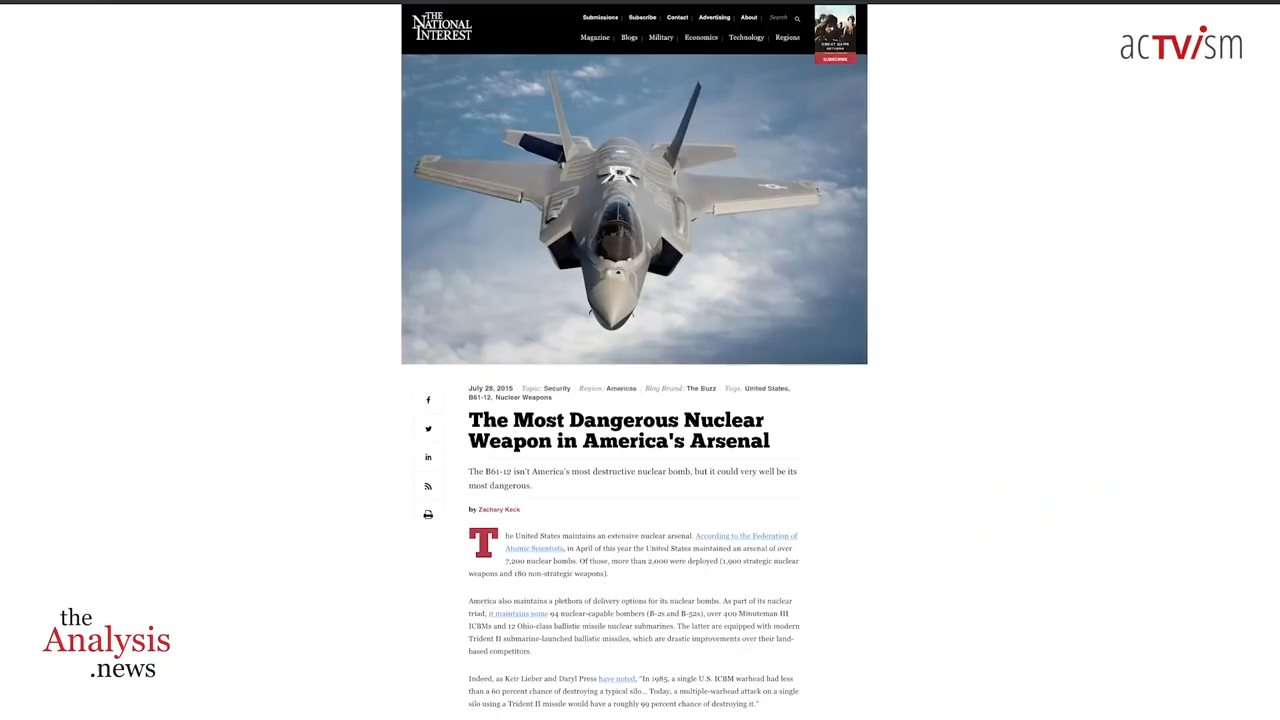 THE
NATIONAL
INTEREST
Submissions | Subscribe | Contact | Advertising | About | Search
Magazine | Blogs | Military | Economics | Technology | Regions
GREAT GAME
RETURNS
SUBSCRIBE
acTVism
July 28, 2015 Topic: Security Region: Americas Blog Brand: The Buzz Tags: United States,
B61-12, Nuclear Weapons
The Most Dangerous Nuclear
Weapon in America's Arsenal
The B61-12 isn't America's most destructive nuclear bomb, but it could very well be its
most dangerous.
by Zachary Keck
The United States maintains an extensive nuclear arsenal. According to the Federation of
Atomic Scientists, in April of this year the United States maintained an arsenal of over
7,200 nuclear bombs. Of those, more than 2,000 were deployed (1,900 strategic nuclear
weapons and 180 non-strategic weapons).
America also maintains a plethora of delivery options for its nuclear bombs. As part of its nuclear
triad, it maintains some 94 nuclear-capable bombers (B-2s and B-52s), over 400 Minuteman III
ICBMs and 12 Ohio-class ballistic missile nuclear submarines. The latter are equipped with modern
Trident II submarine-launched ballistic missiles, which are drastic improvements over their land-
based competitors.
Indeed, as Keir Lieber and Daryl Press have noted, "In 1985, a single U.S. ICBM warhead had less
than a 60 percent chance of destroying a typical silo... Today, a multiple-warhead attack on a single
silo using a Trident II missile would have a roughly 99 percent chance of destroying it."
the
Analysis
.news